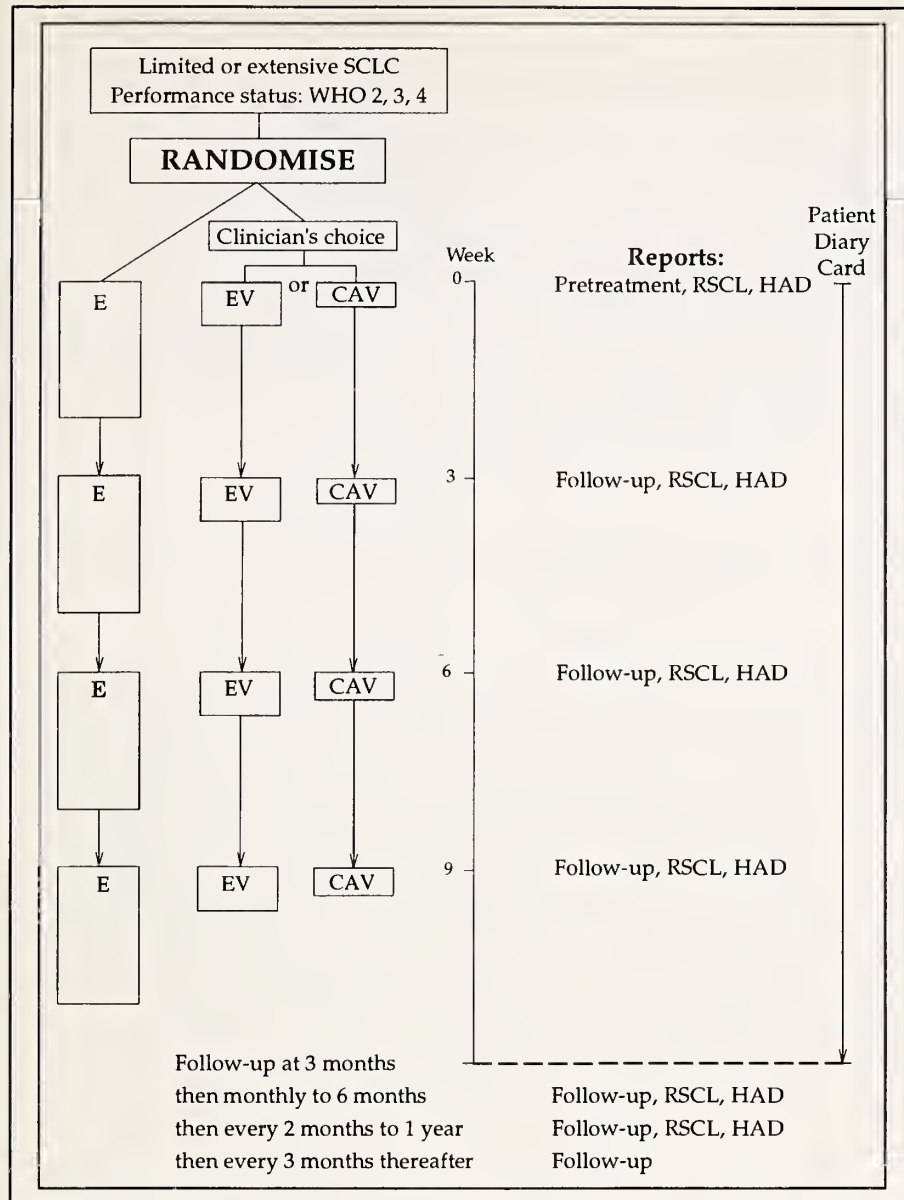 Limited or extensive SCLC
Performance status: WHO 2, 3, 4
RANDOMISE
Clinician's choice
Patient
Diary
Card
Week
Reports:
0
Pretreatment, RSCL, HAD
E
EV
or
CAV
E
EV
CAV
3
Follow-up, RSCL, HAD
E
EV
CAV
6
Follow-up, RSCL, HAD
E
EV
CAV
9
Follow-up, RSCL, HAD
Follow-up at 3 months
then monthly to 6 months
Follow-up, RSCL, HAD
then every 2 months to 1 year
Follow-up, RSCL, HAD
then every 3 months thereafter
Follow-up